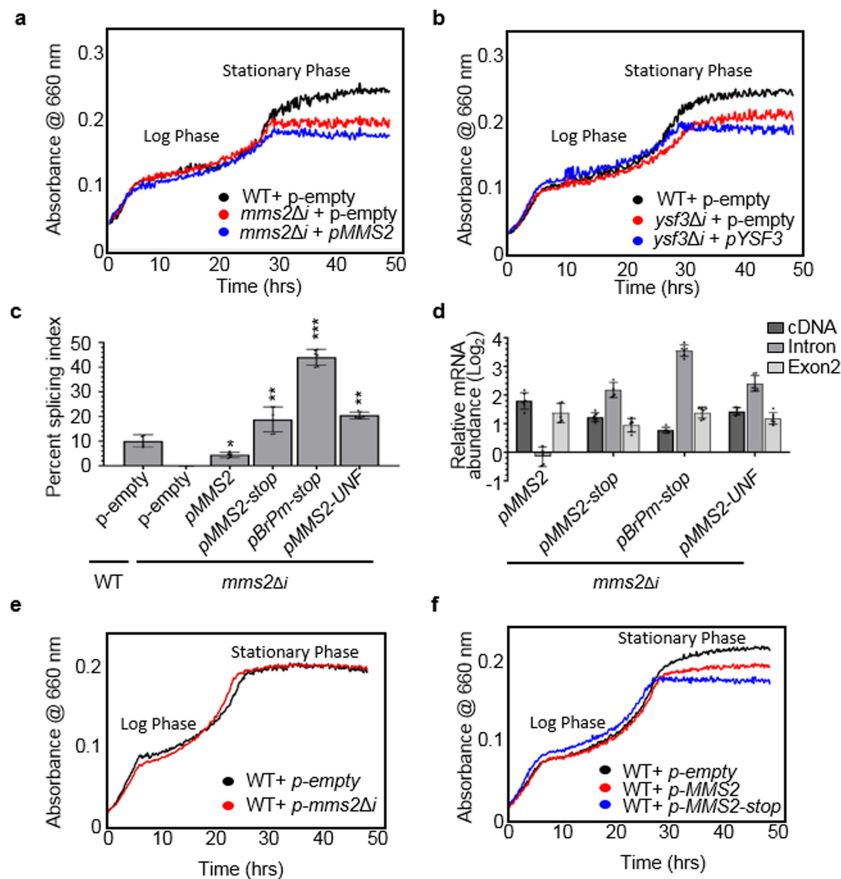 a
Absorbance @ 660 nm
0.3
0.2
0.1
0
Stationary Phase
Log Phase
WT+ p-empty
mms2Δi + p-empty
mms2Δi + pMMS2
0 10 20 30 40 50
Time (hrs)
b
Absorbance @ 660 nm
0.3
0.2
0.1
0
Stationary Phase
Log Phase
WT+ p-empty
ysf3Δi + p-empty
ysf3Δi + pYSF3
0 10 20 30 40 50
Time (hrs)
c
Percent splicing index
50
40
30
20
10
0
*
**
***
**
p-empty
p-empty
pMMS2
pMMS2-stop
pBrPm-stop
pMMS2-UNF
WT
mms2Δi
d
Relative mRNA
abundance (Log2)
4
3
2
1
0
-1
cDNA
Intron
Exon2
pMMS2
pMMS2-stop
pBrPm-stop
pMMS2-UNF
mms2Δi
e
Absorbance @ 660 nm
0.2
0.1
0
Stationary Phase
Log Phase
WT+ p-empty
WT+ p-mms2Δi
0 10 20 30 40 50
Time (hrs)
f
Absorbance @ 660 nm
0.2
0.1
0
Stationary Phase
Log Phase
WT+ p-empty
WT+ p-MMS2
WT+ p-MMS2-stop
0 10 20 30 40 50
Time (hrs)